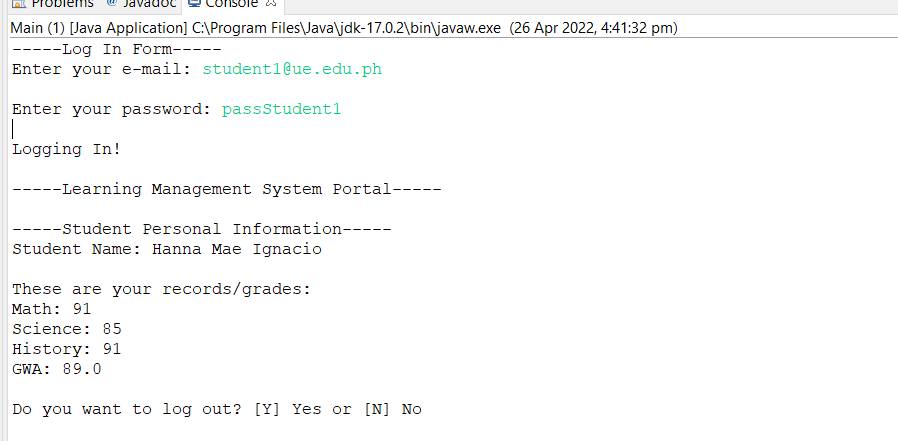 Problems @ Javadoc Console
Main (1) [Java Application] C:\Program Files\Java\jdk-17.0.2\bin\javaw.exe (26 Apr 2022, 4:41:32 pm)
-----Log In Form-----
Enter your e-mail: student1@ue.edu.ph
Enter your password: passStudent1
Logging In!
-----Learning Management System Portal-----
-----Student Personal Information-----
Student Name: Hanna Mae Ignacio
These are your records/grades:
Math: 91
Science: 85
History: 91
GWA: 89.0
Do you want to log out? [Y] Yes or [N] No